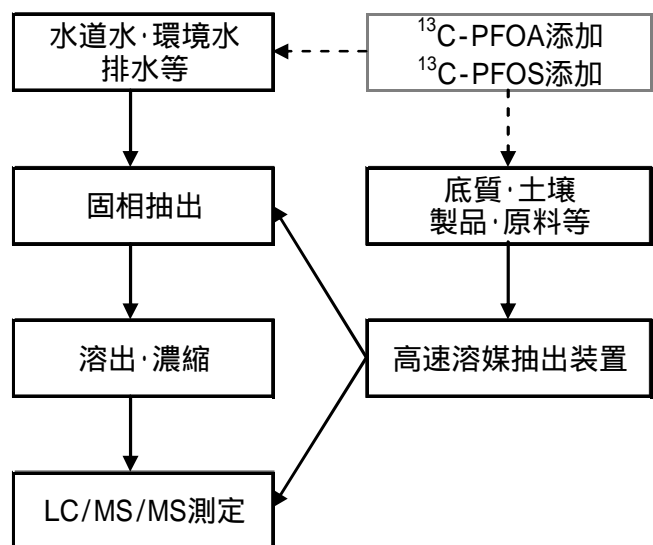 水道水·環境水
排水等
¹³C-PFOA添加
¹³C-PFOS添加
固相抽出
底質·土壌
製品·原料等
溶出·濃縮
高速溶媒抽出装置
LC/MS/MS測定